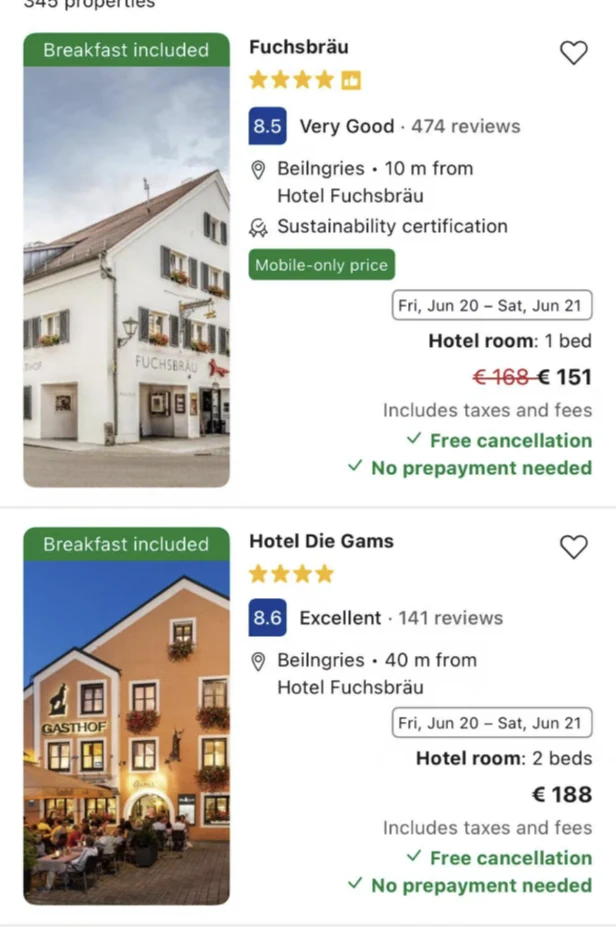 345 properties
Breakfast included
Fuchsbräu
8.5 Very Good · 474 reviews
Beilngries • 10 m from
Hotel Fuchsbräu
Sustainability certification
Mobile-only price
Fri, Jun 20 – Sat, Jun 21
Hotel room: 1 bed
€ 168 € 151
Includes taxes and fees
Free cancellation
No prepayment needed
FUCHSBRÄU
Breakfast included
Hotel Die Gams
8.6 Excellent · 141 reviews
Beilngries • 40 m from
Hotel Fuchsbräu
Fri, Jun 20 – Sat, Jun 21
Hotel room: 2 beds
€ 188
Includes taxes and fees
Free cancellation
No prepayment needed
GASTHOF